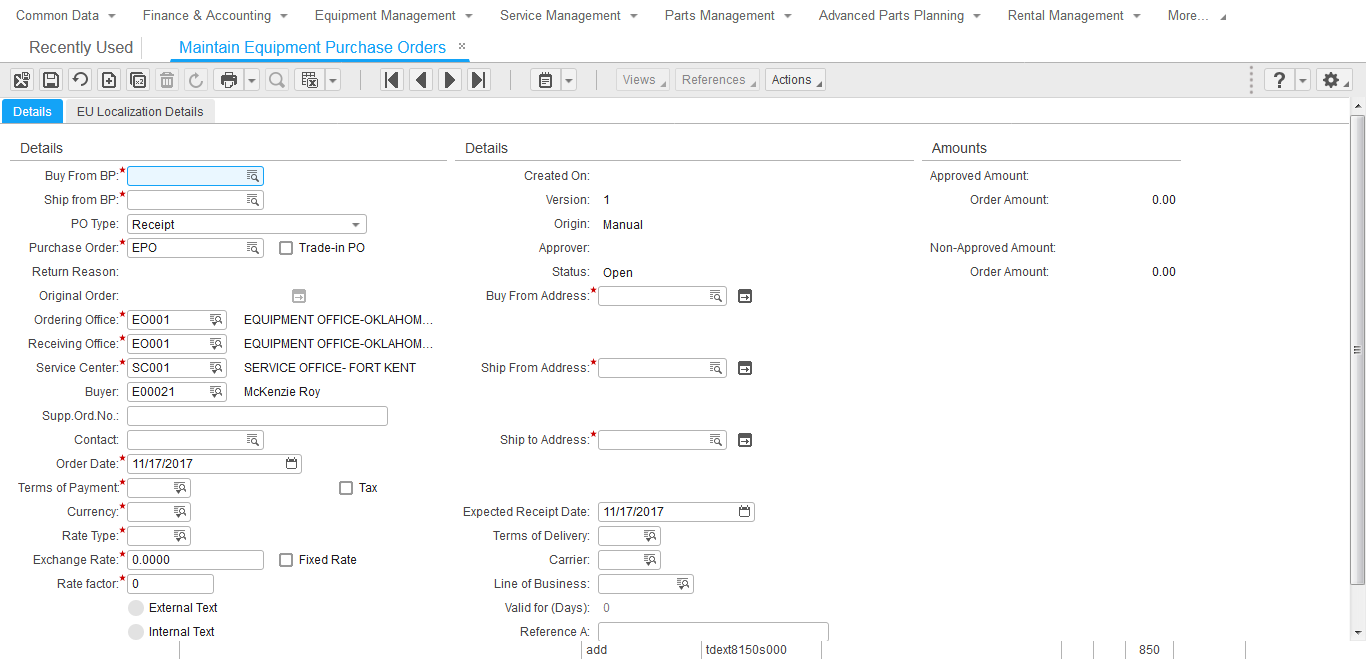 Common Data Finance & Accounting Equipment Management Service Management Parts Management Advanced Parts Planning Rental Management More...
Recently Used Maintain Equipment Purchase Orders ×
Views References Actions ?
Details EU Localization Details
Details
Buy From BP:*
Ship from BP:*
PO Type: Receipt
Purchase Order:* EPO Trade-in PO
Return Reason:
Original Order:
Ordering Office:* EO001 EQUIPMENT OFFICE-OKLAHOM...
Receiving Office:* EO001 EQUIPMENT OFFICE-OKLAHOM...
Service Center:* SC001 SERVICE OFFICE- FORT KENT
Buyer: E00021 McKenzie Roy
Supp.Ord.No.:
Contact:
Order Date:* 11/17/2017
Terms of Payment:* Tax
Currency:*
Rate Type:*
Exchange Rate:* 0.0000 Fixed Rate
Rate factor:* 0
External Text
Internal Text
Details
Created On:
Version: 1
Origin: Manual
Approver:
Status: Open
Buy From Address:*
Ship From Address:*
Ship to Address:*
Expected Receipt Date: 11/17/2017
Terms of Delivery:
Carrier:
Line of Business:
Valid for (Days): 0
Reference A:
Amounts
Approved Amount:
Order Amount: 0.00
Non-Approved Amount:
Order Amount: 0.00
add tdext8150s000 850